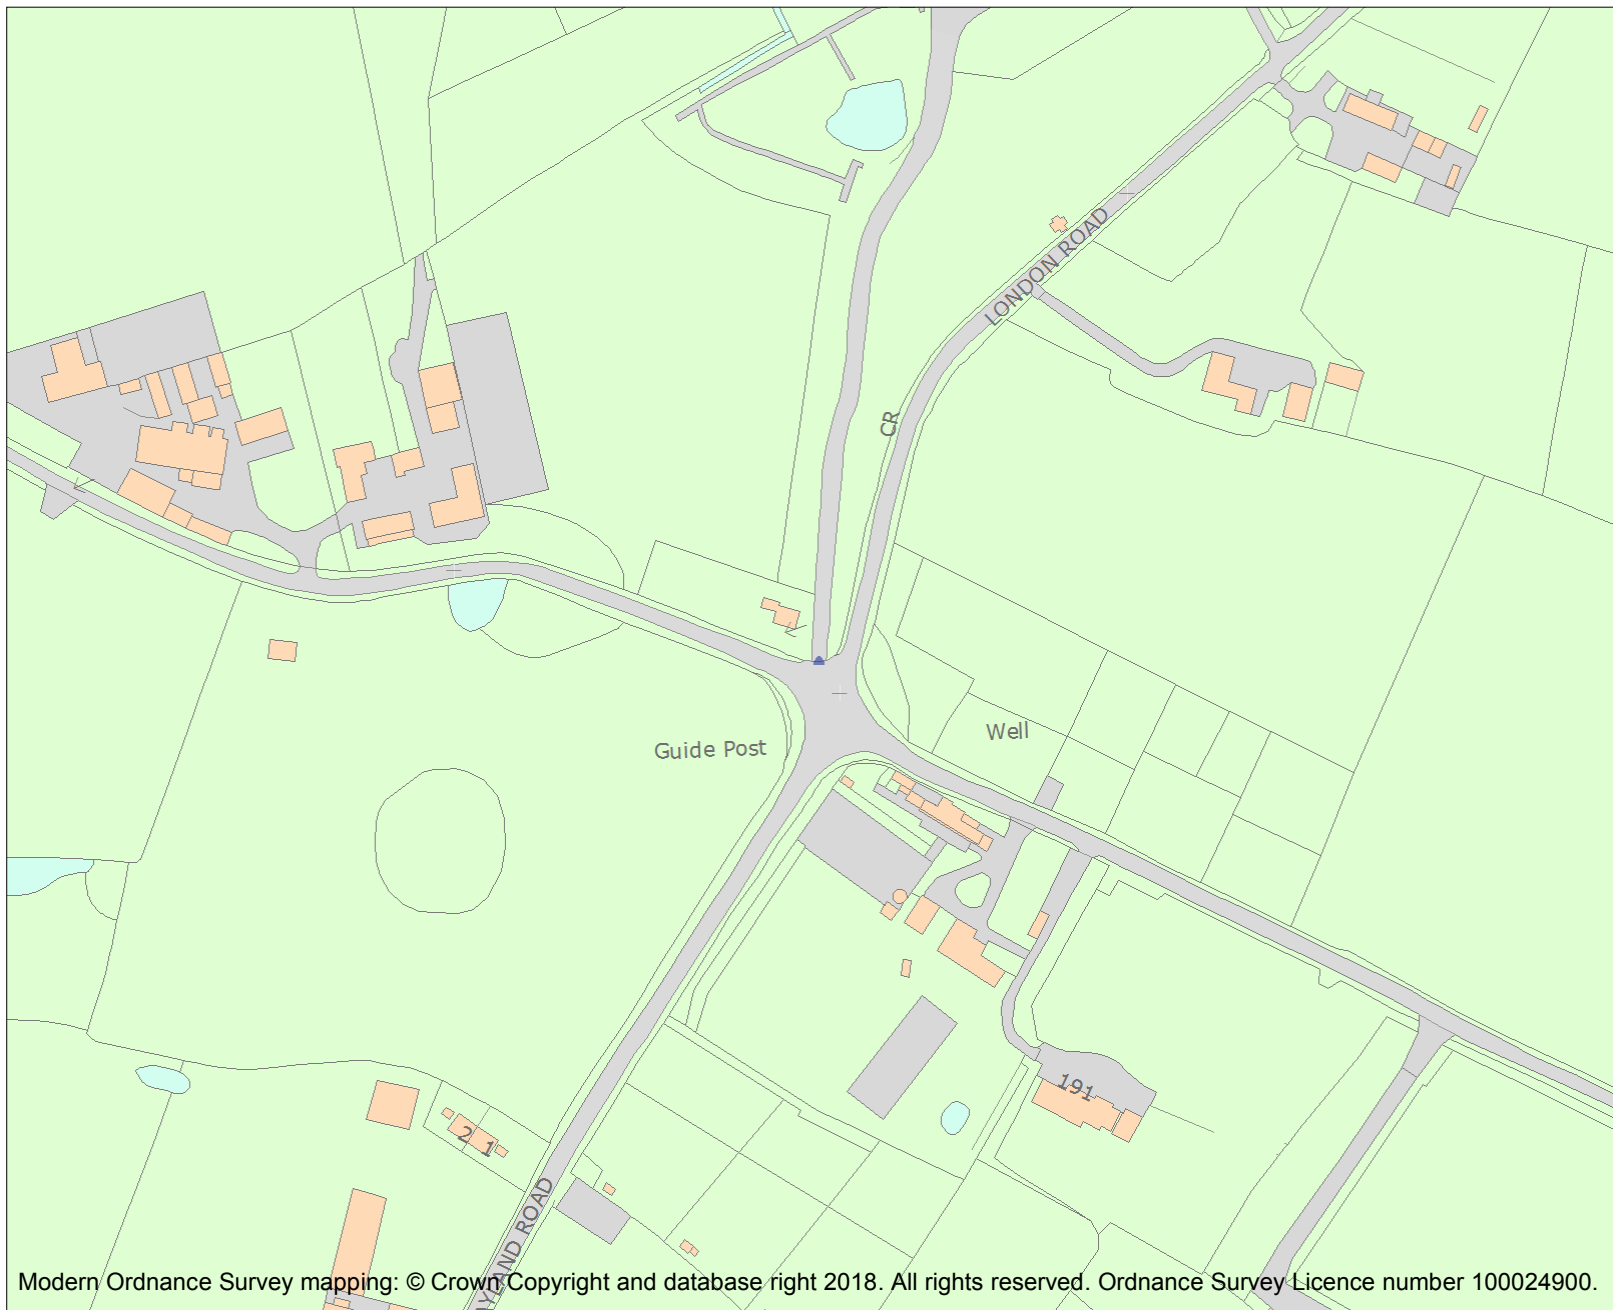 LONDON ROAD
CR
Guide Post
Well
191
2
1
YLAND ROAD
Modern Ordnance Survey mapping: © Crown Copyright and database right 2018. All rights reserved. Ordnance Survey Licence number 100024900.